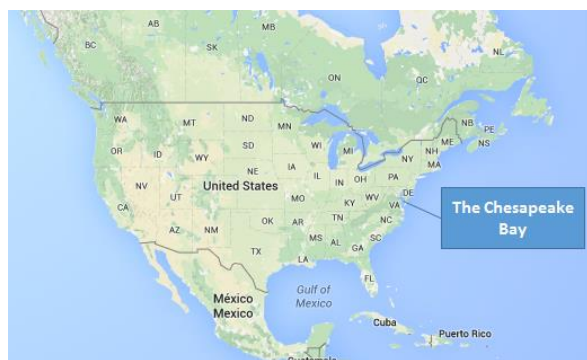 AB
MB
BC
SK
NL
ON
QC
WA
MT
ND
MN
NB
PE
NS
ME
OR
ID
WY
SD
WI
MI
NY
NH
MA
NE
IA
IL
IN
OH
PA
NV
UT
United States
MO
KY
WV
VA
DE
The Chesapeake
Bay
CA
AZ
NM
OK
AR
TN
NC
SC
TX
LA
MS
AL
GA
FL
México
Mexico
Gulf of
Mexico
Cuba
Puerto Rico
Guatemala